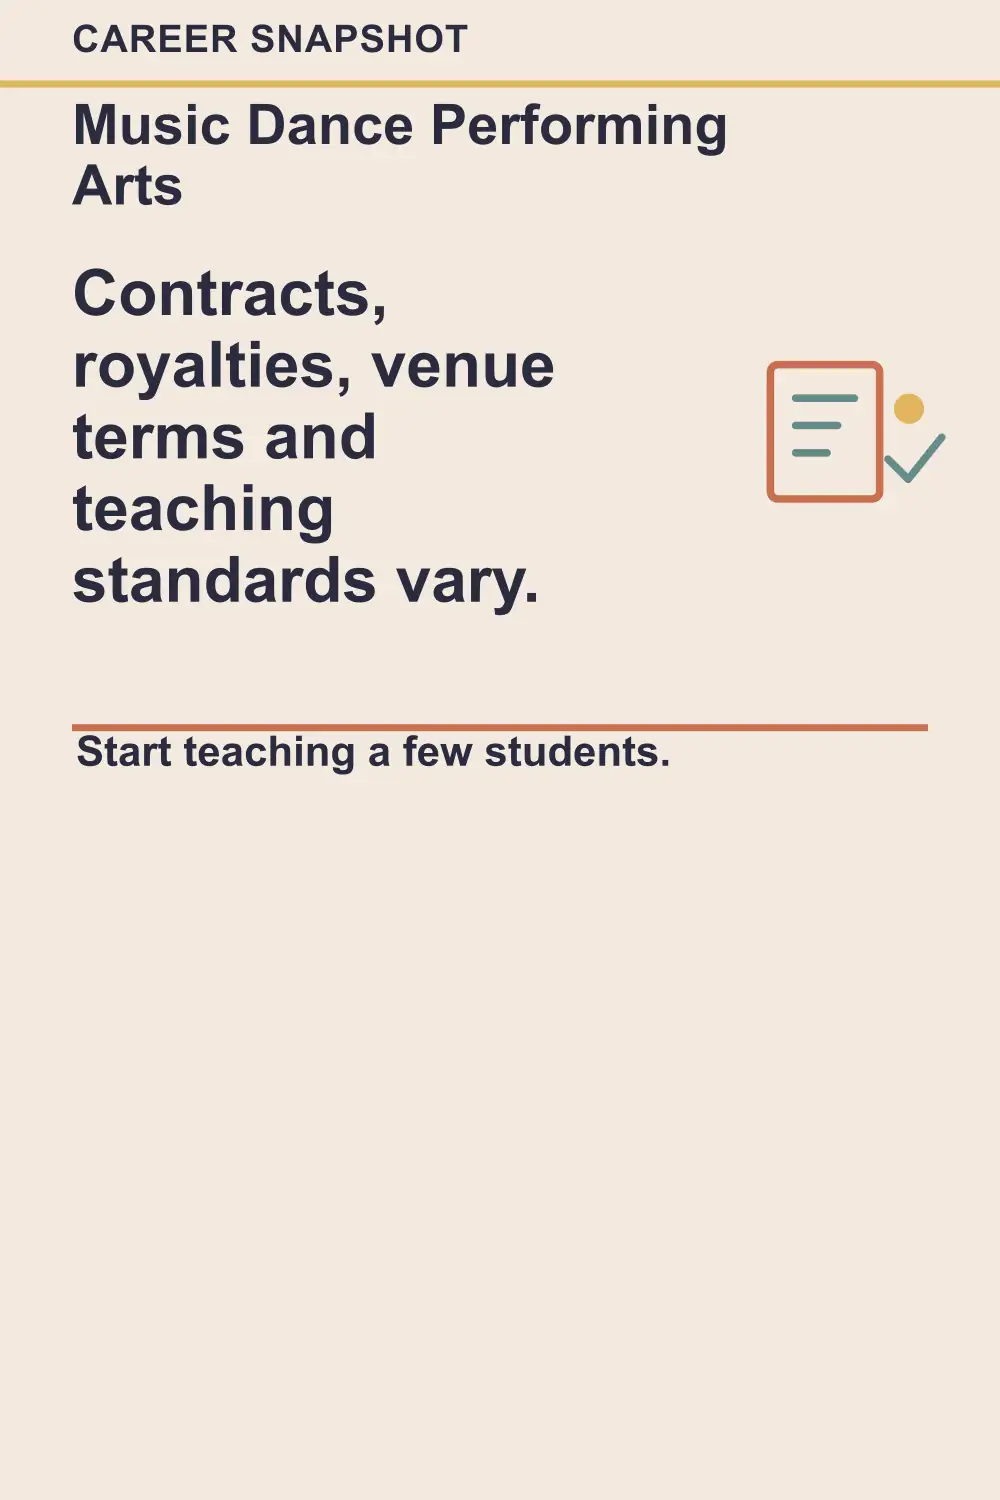 CAREER SNAPSHOT
Music Dance Performing
Arts
Contracts,
royalties, venue
terms and
teaching
standards vary.
Start teaching a few students.